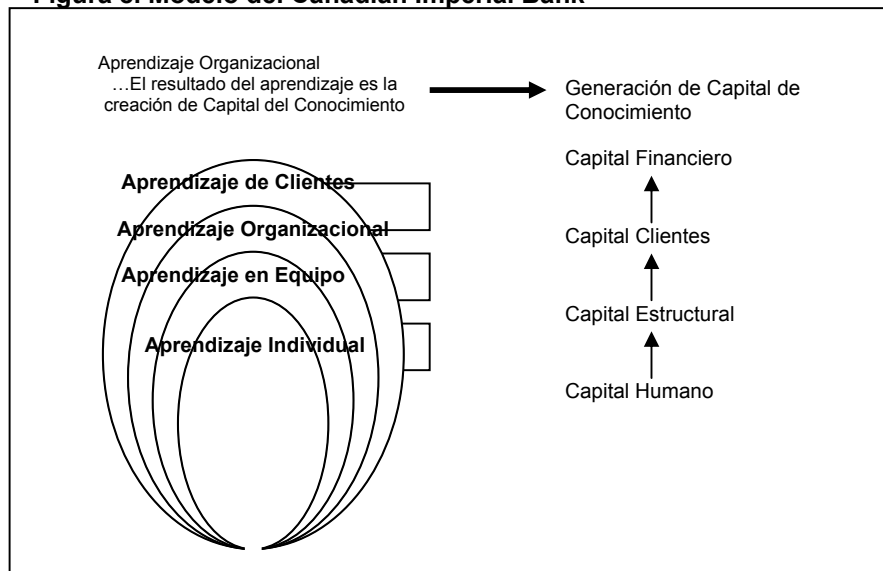 Figura 3. Modelo del Canadian Imperial Bank
Aprendizaje Organizacional
…El resultado del aprendizaje es la
creación de Capital del Conocimiento
Generación de Capital de
Conocimiento
Capital Financiero
Aprendizaje de Clientes
Aprendizaje Organizacional
Capital Clientes
Aprendizaje en Equipo
Capital Estructural
Aprendizaje Individual
Capital Humano